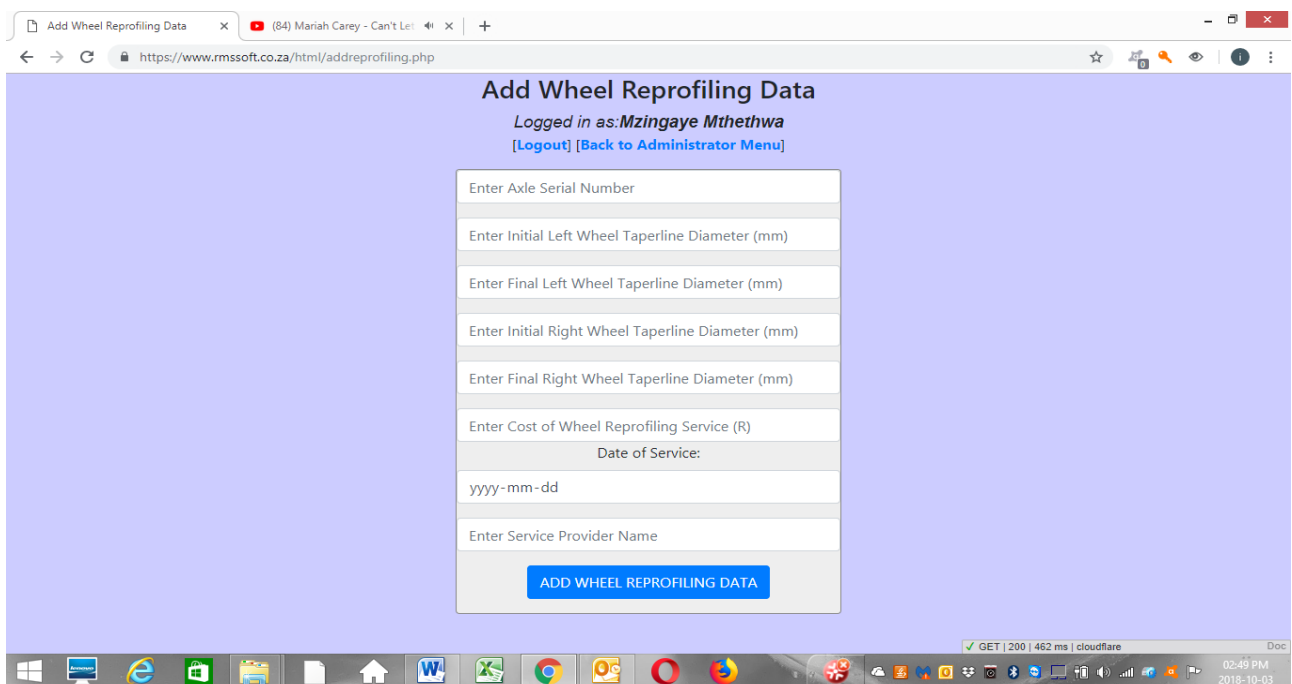 Add Wheel Reprofiling Data
(84) Mariah Carey - Can't Let
https://www.rmssoft.co.za/html/addreprofiling.php
0
i
Add Wheel Reprofiling Data
Logged in as:Mzingaye Mthethwa
[Logout] [Back to Administrator Menu]
Enter Axle Serial Number
Enter Initial Left Wheel Taperline Diameter (mm)
Enter Final Left Wheel Taperline Diameter (mm)
Enter Initial Right Wheel Taperline Diameter (mm)
Enter Final Right Wheel Taperline Diameter (mm)
Enter Cost of Wheel Reprofiling Service (R)
Date of Service:
yyyy-mm-dd
Enter Service Provider Name
ADD WHEEL REPROFILING DATA
GET | 200 | 462 ms | cloudflare
Doc
02:49 PM
2018-10-03